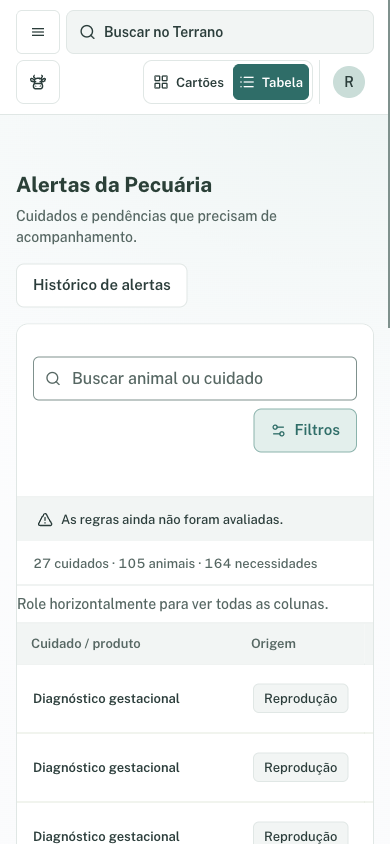 Buscar no Terrano
Cartões
Tabela
R
Alertas da Pecuária
Cuidados e pendências que precisam de
acompanhamento.
Histórico de alertas
Buscar animal ou cuidado
Filtros
As regras ainda não foram avaliadas.
27 cuidados · 105 animais · 164 necessidades
Role horizontalmente para ver todas as colunas.
Cuidado / produto Origem
Diagnóstico gestacional Reprodução
Diagnóstico gestacional Reprodução
Diagnóstico gestacional Reprodução